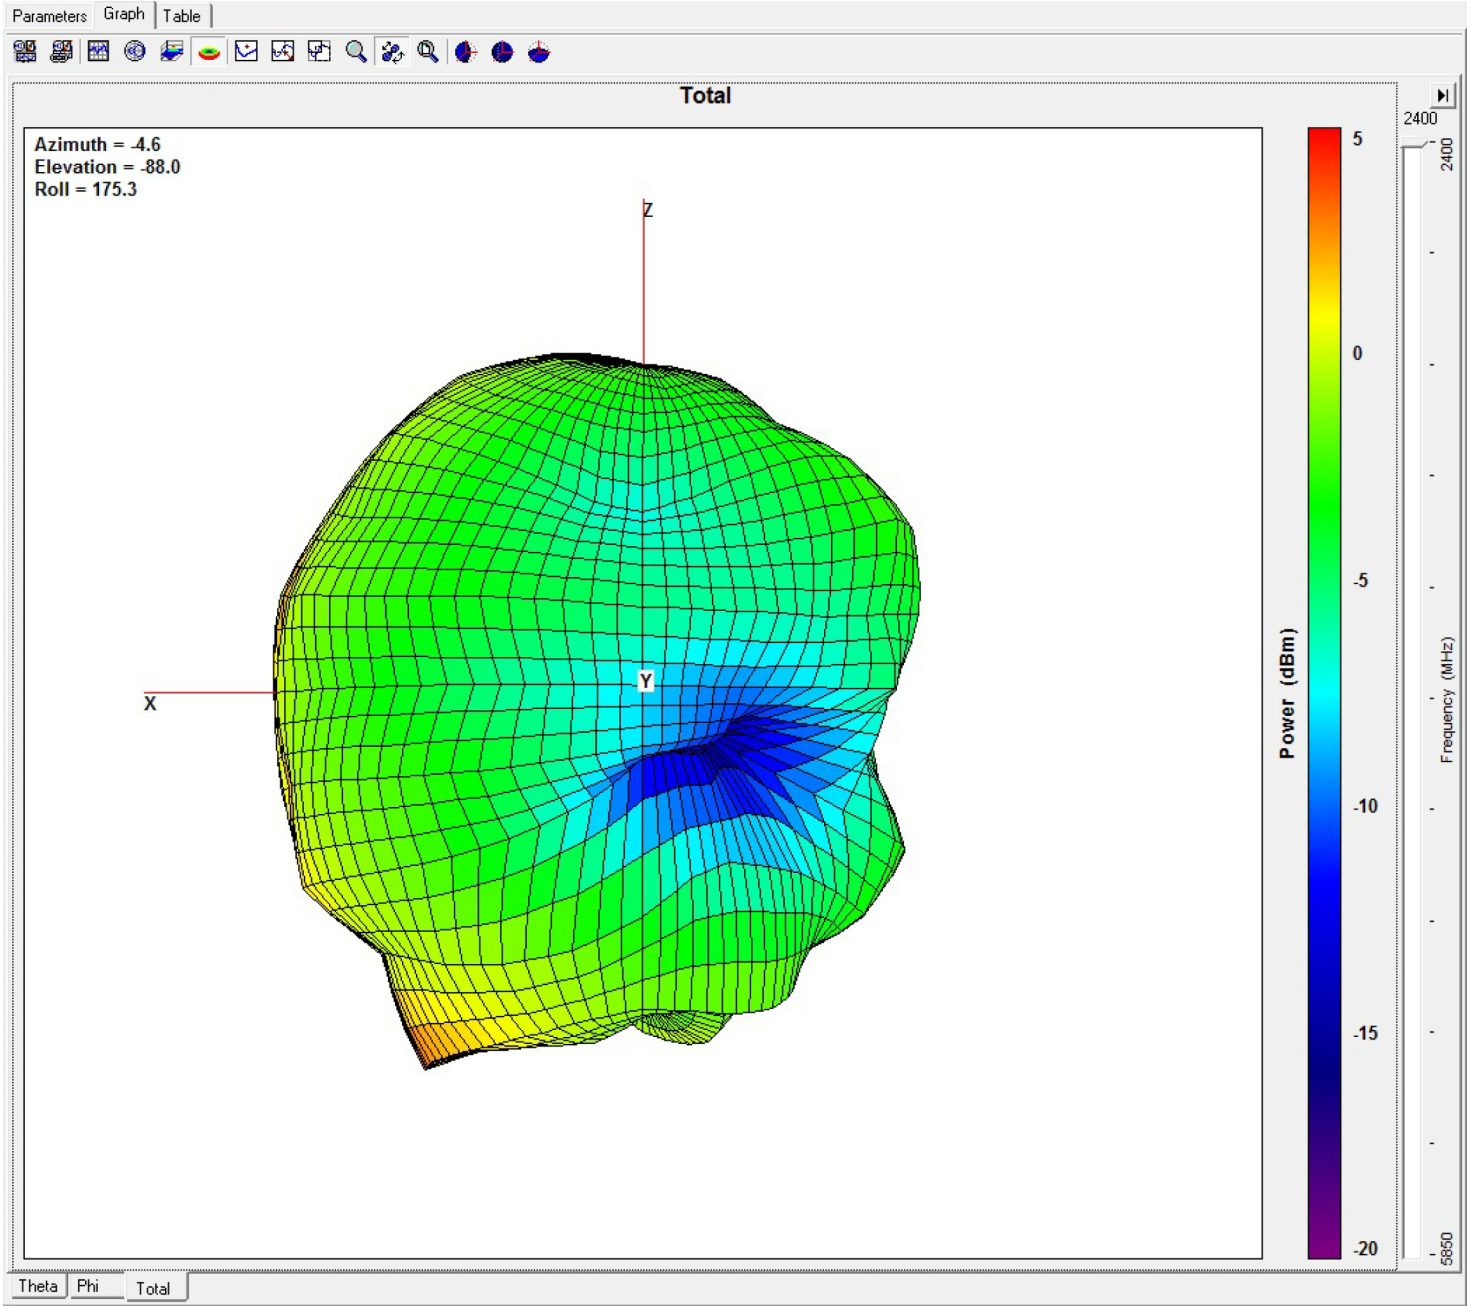 Parameters Graph Table
Total
2400
Azimuth = -4.6
Elevation = -88.0
Roll = 175.3
Z
X
Y
5
0
-5
-10
-15
-20
Power (dBm)
2400
Frequency (MHz)
5850
Theta Phi Total